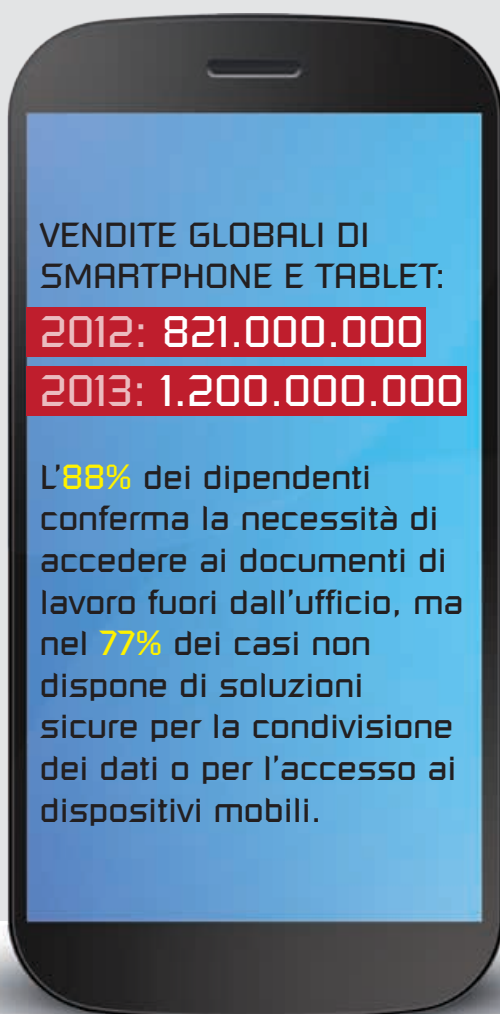 VENDITE GLOBALI DI
SMARTPHONE E TABLET:
2012: 821.000.000
2013: 1.200.000.000
L'88% dei dipendenti
conferma la necessità di
accedere ai documenti di
lavoro fuori dall'ufficio, ma
nel 77% dei casi non
dispone di soluzioni
sicure per la condivisione
dei dati o per l'accesso ai
dispositivi mobili.